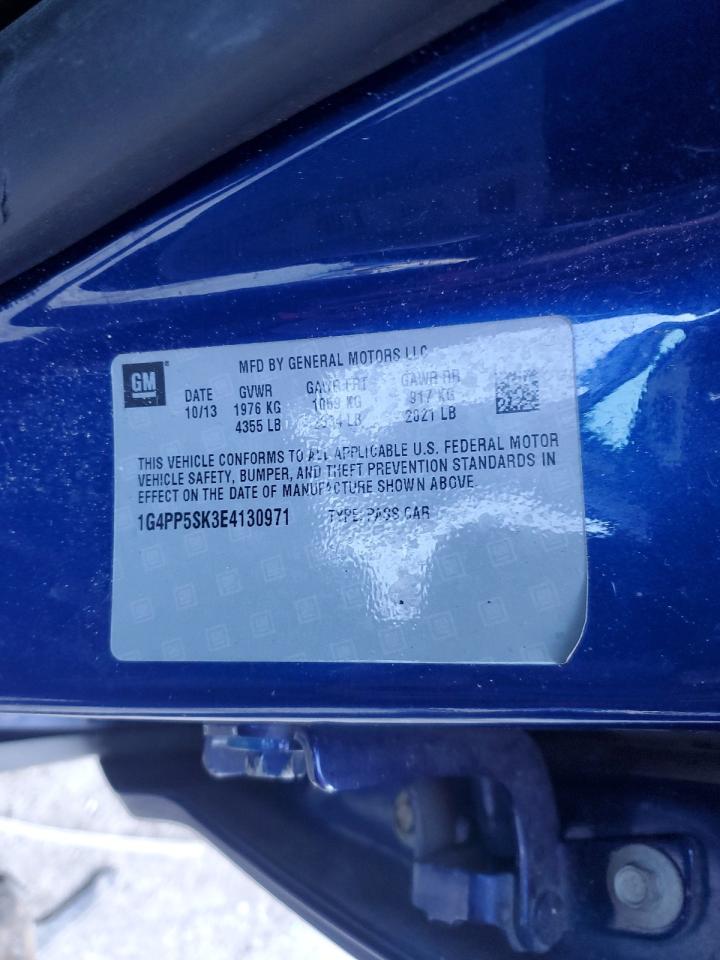 GM
MFD BY GENERAL MOTORS LLC
DATE GVWR GAWR FRT GAWR RR
10/13 1976 KG 1059 KG 917 KG
4355 LB 2334 LB 2021 LB
THIS VEHICLE CONFORMS TO ALL APPLICABLE U.S. FEDERAL MOTOR
VEHICLE SAFETY, BUMPER, AND THEFT PREVENTION STANDARDS IN
EFFECT ON THE DATE OF MANUFACTURE SHOWN ABOVE.
1G4PP5SK3E4130971 TYPE: PASS CAR